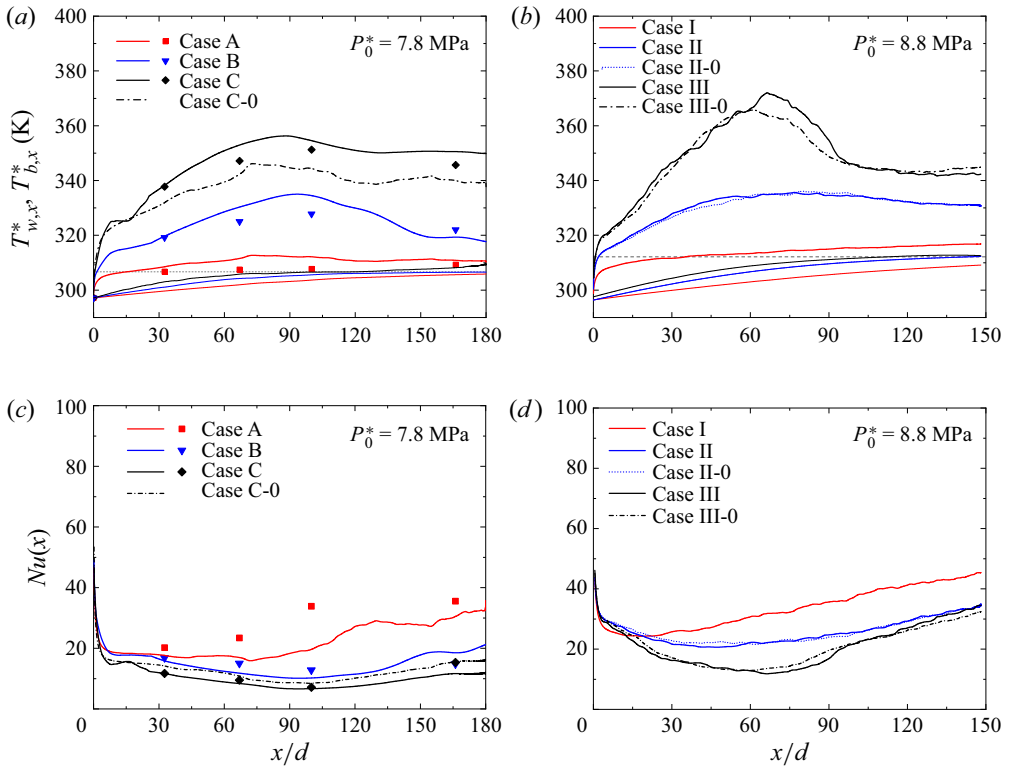 (a)
T*w,x, T*b,x (K)
400
380
360
340
320
300
0 30 60 90 120 150 180
Case A
Case B
Case C
Case C-0
P*0 = 7.8 MPa
(b)
400
380
360
340
320
300
0 30 60 90 120 150
Case I
Case II
Case II-0
Case III
Case III-0
P*0 = 8.8 MPa
(c)
Nu(x)
100
80
60
40
20
0
0 30 60 90 120 150 180
x/d
Case A
Case B
Case C
Case C-0
P*0 = 7.8 MPa
(d)
100
80
60
40
20
0 30 60 90 120 150
x/d
Case I
Case II
Case II-0
Case III
Case III-0
P*0 = 8.8 MPa